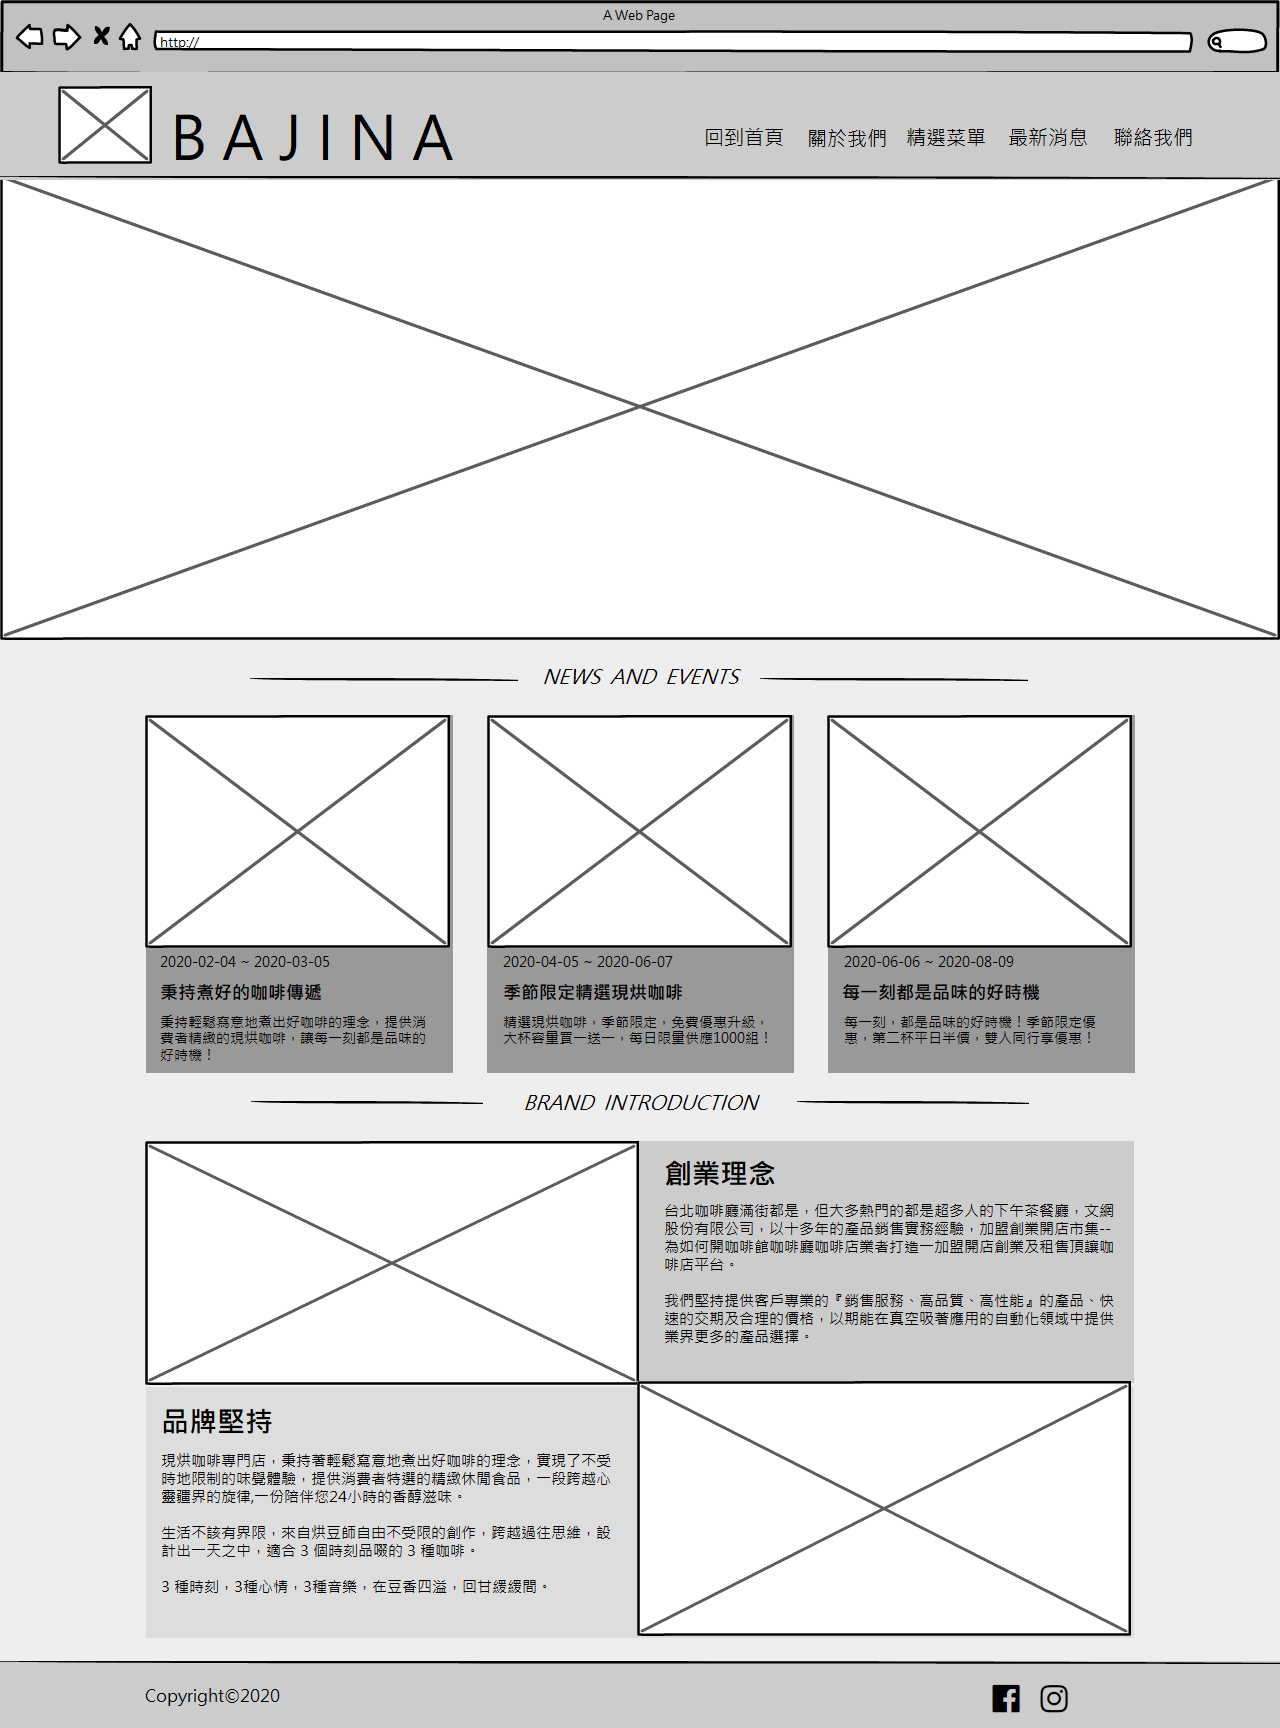 A Web Page
http://
BAJINA
回到首頁 關於我們 精選菜單 最新消息 聯絡我們
NEWS AND EVENTS
2020-02-04 ~ 2020-03-05
秉持煮好的咖啡傳遞
秉持輕鬆寫意地煮出好咖啡的理念，提供消
費者精緻的現烘咖啡，讓每一刻都是品味的
好時機！
2020-04-05 ~ 2020-06-07
季節限定精選現烘咖啡
精選現烘咖啡，季節限定，免費優惠升級，
大杯容量買一送一，每日限量供應1000組！
2020-06-06 ~ 2020-08-09
每一刻都是品味的好時機
每一刻，都是品味的好時機！季節限定優
惠，第二杯平日半價，雙人同行享優惠！
BRAND INTRODUCTION
創業理念
台北咖啡廳滿街都是，但大多熱門的都是超多人的下午茶餐廳，文網
股份有限公司，以十多年的產品銷售實務經驗，加盟創業開店市集--
為如何開咖啡館咖啡廳咖啡店業者打造一加盟開店創業及租售頂讓咖
啡店平台。
我們堅持提供客戶專業的『銷售服務、高品質、高性能』的產品、快
速的交期及合理的價格，以期能在真空吸著應用的自動化領域中提供
業界更多的產品選擇。
品牌堅持
現烘咖啡專門店，秉持著輕鬆寫意地煮出好咖啡的理念，實現了不受
時地限制的味覺體驗，提供消費者特選的精緻休閒食品，一段跨越心
靈疆界的旋律,一份陪伴您24小時的香醇滋味。
生活不該有界限，來自烘豆師自由不受限的創作，跨越過往思維，設
計出一天之中，適合 3 個時刻品啜的 3 種咖啡。
3 種時刻，3種心情，3種音樂，在豆香四溢，回甘緩緩間。
Copyright©2020